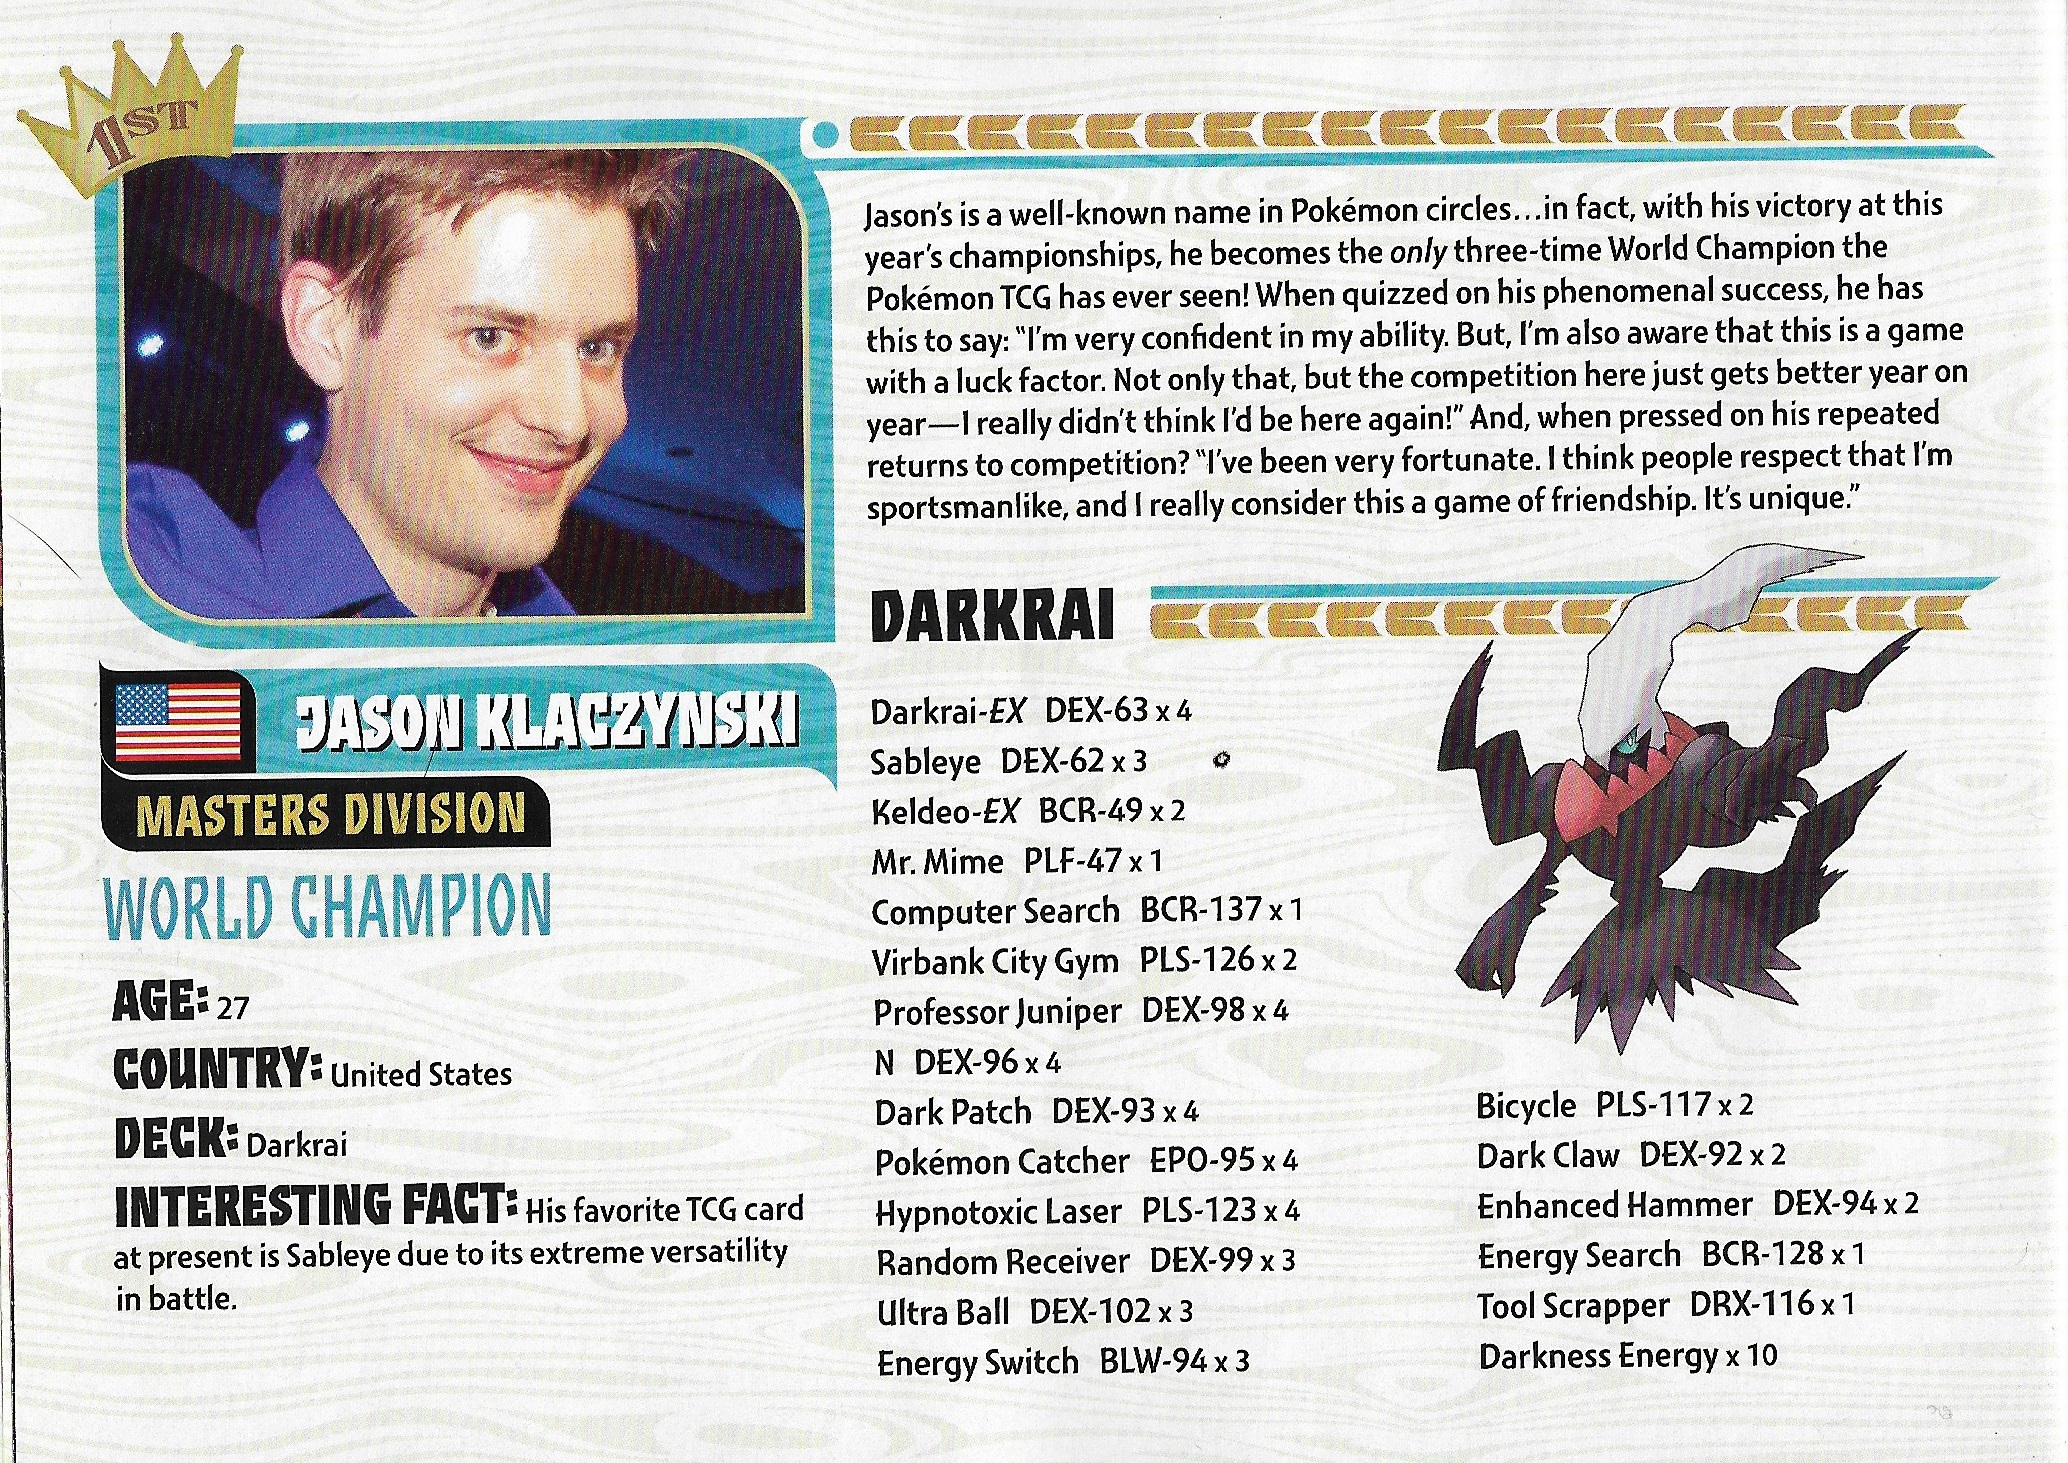 1ST
Jason's is a well-known name in Pokémon circles...in fact, with his victory at this
year's championships, he becomes the only three-time World Champion the
Pokémon TCG has ever seen! When quizzed on his phenomenal success, he has
this to say: "I'm very confident in my ability. But, I'm also aware that this is a game
with a luck factor. Not only that, but the competition here just gets better year on
year—I really didn't think I'd be here again!" And, when pressed on his repeated
returns to competition? "I've been very fortunate. I think people respect that I'm
sportsmanlike, and I really consider this a game of friendship. It's unique."
JASON KLACZYNSKI
MASTERS DIVISION
WORLD CHAMPION
AGE: 27
COUNTRY: United States
DECK: Darkrai
INTERESTING FACT: His favorite TCG card
at present is Sableye due to its extreme versatility
in battle.
DARKRAI
Darkrai-EX DEX-63 x 4
Sableye DEX-62 x 3
Keldeo-EX BCR-49 x 2
Mr. Mime PLF-47 x 1
Computer Search BCR-137 x 1
Virbank City Gym PLS-126 x 2
Professor Juniper DEX-98 x 4
N DEX-96 x 4
Dark Patch DEX-93 x 4
Pokémon Catcher EPO-95 x 4
Hypnotoxic Laser PLS-123 x 4
Random Receiver DEX-99 x 3
Ultra Ball DEX-102 x 3
Energy Switch BLW-94 x 3
Bicycle PLS-117 x 2
Dark Claw DEX-92 x 2
Enhanced Hammer DEX-94 x 2
Energy Search BCR-128 x 1
Tool Scrapper DRX-116 x 1
Darkness Energy x 10